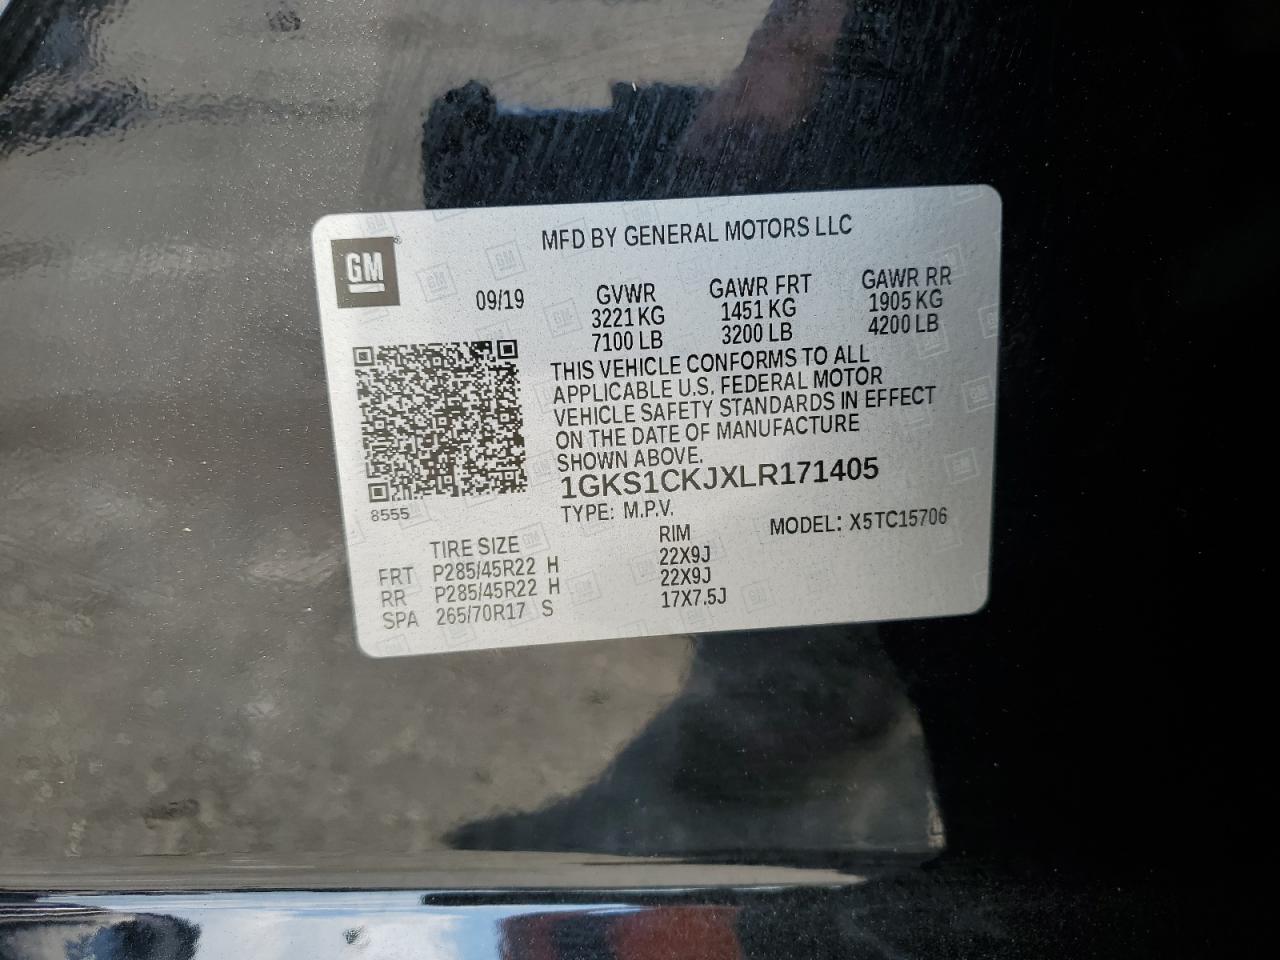 MFD BY GENERAL MOTORS LLC
GM
09/19
GVWR GAWR FRT GAWR RR
3221 KG 1451 KG 1905 KG
7100 LB 3200 LB 4200 LB
THIS VEHICLE CONFORMS TO ALL
APPLICABLE U.S. FEDERAL MOTOR
VEHICLE SAFETY STANDARDS IN EFFECT
ON THE DATE OF MANUFACTURE
SHOWN ABOVE.
1GKS1CKJXLR171405
8555
TYPE: M.P.V. MODEL: X5TC15706
TIRE SIZE RIM
FRT P285/45R22 H 22X9J
RR P285/45R22 H 22X9J
SPA 265/70R17 S 17X7.5J